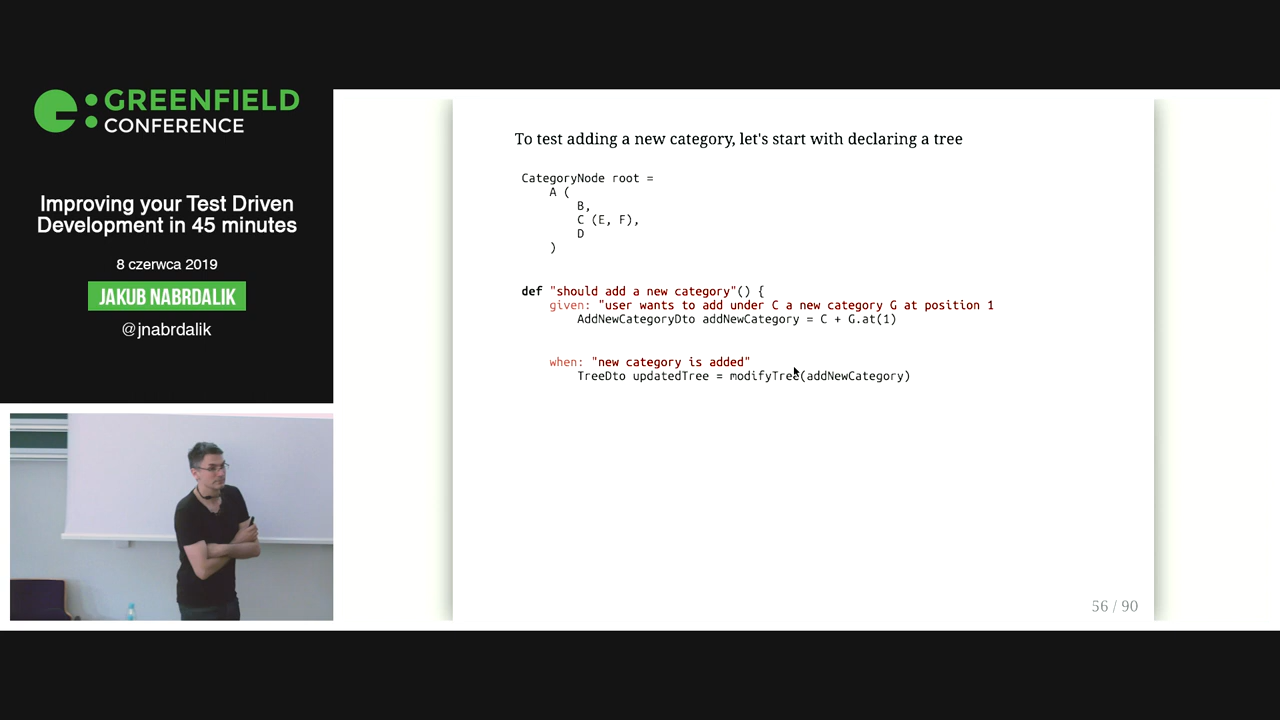 GREENFIELD
CONFERENCE
Improving your Test Driven
Development in 45 minutes
8 czerwca 2019
JAKUB NABRDALIK
@jnabrdalik
To test adding a new category, let's start with declaring a tree
CategoryNode root =
A (
B,
C (E, F),
D
)
def "should add a new category"() {
given: "user wants to add under C a new category G at position 1
AddNewCategoryDto addNewCategory = C + G.at(1)
when: "new category is added"
TreeDto updatedTree = modifyTree(addNewCategory)
56 / 90